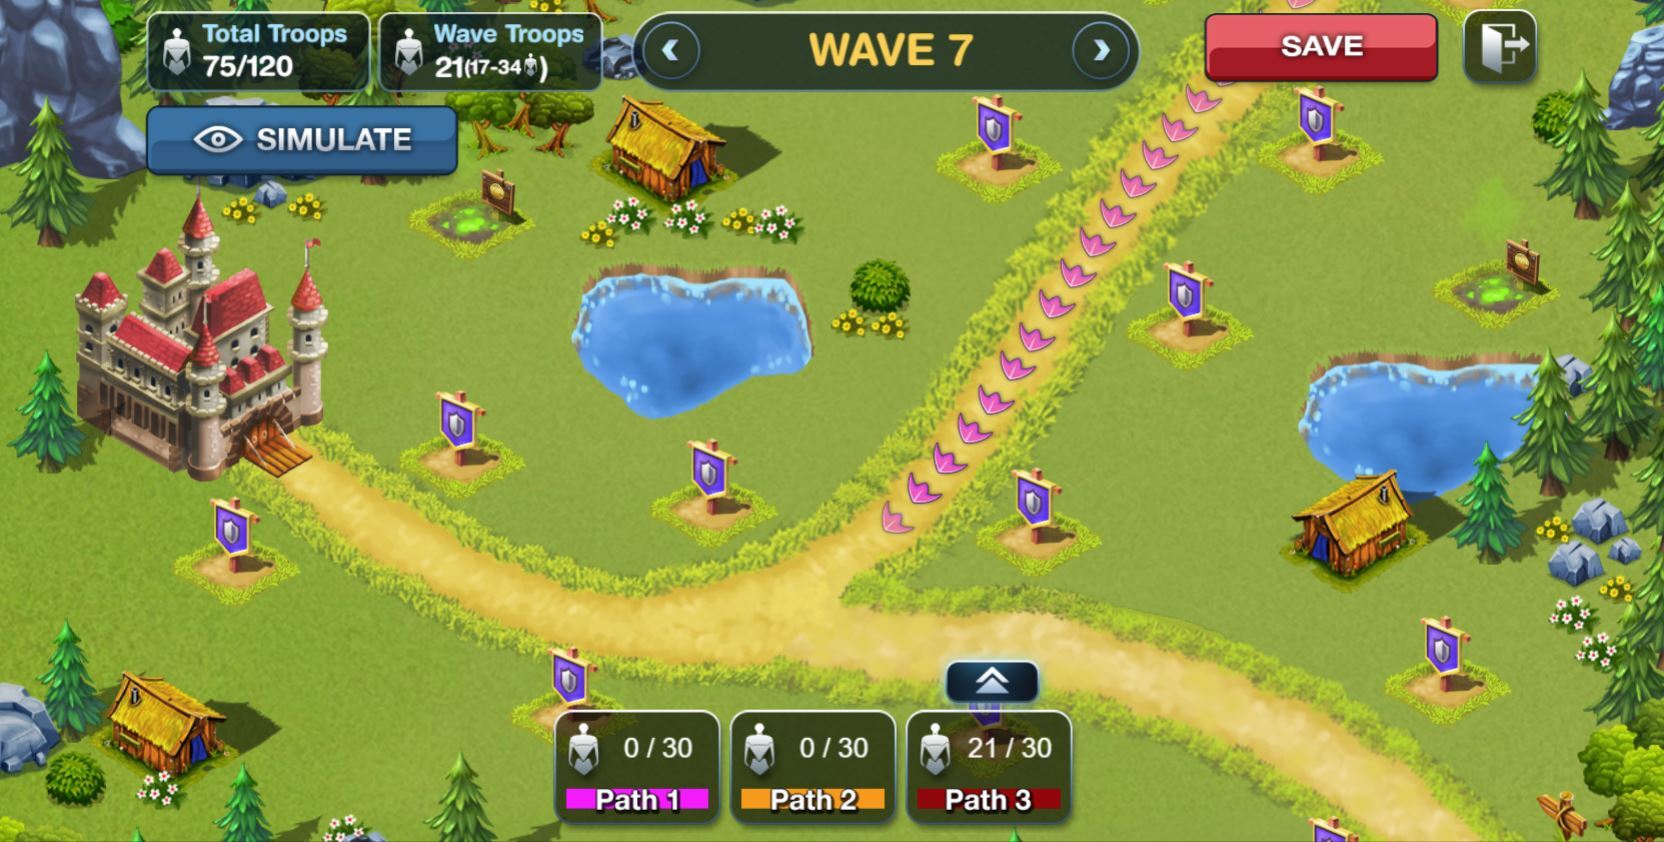 Total Troops
75/120
Wave Troops
21(17-34)
WAVE 7
SAVE
SIMULATE
0 / 30
Path 1
0 / 30
Path 2
21 / 30
Path 3